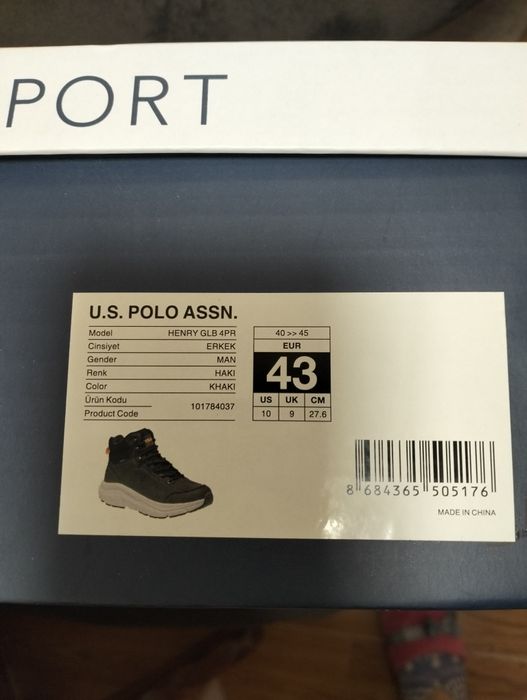 PORT
U.S. POLO ASSN.
Model HENRY GLB 4PR
Cinsiyet ERKEK
Gender MAN
Renk HAKI
Color KHAKI
Ürün Kodu
Product Code 101784037
40 >> 45
EUR
43
US UK CM
10 9 27.6
8 684365 505176
MADE IN CHINA